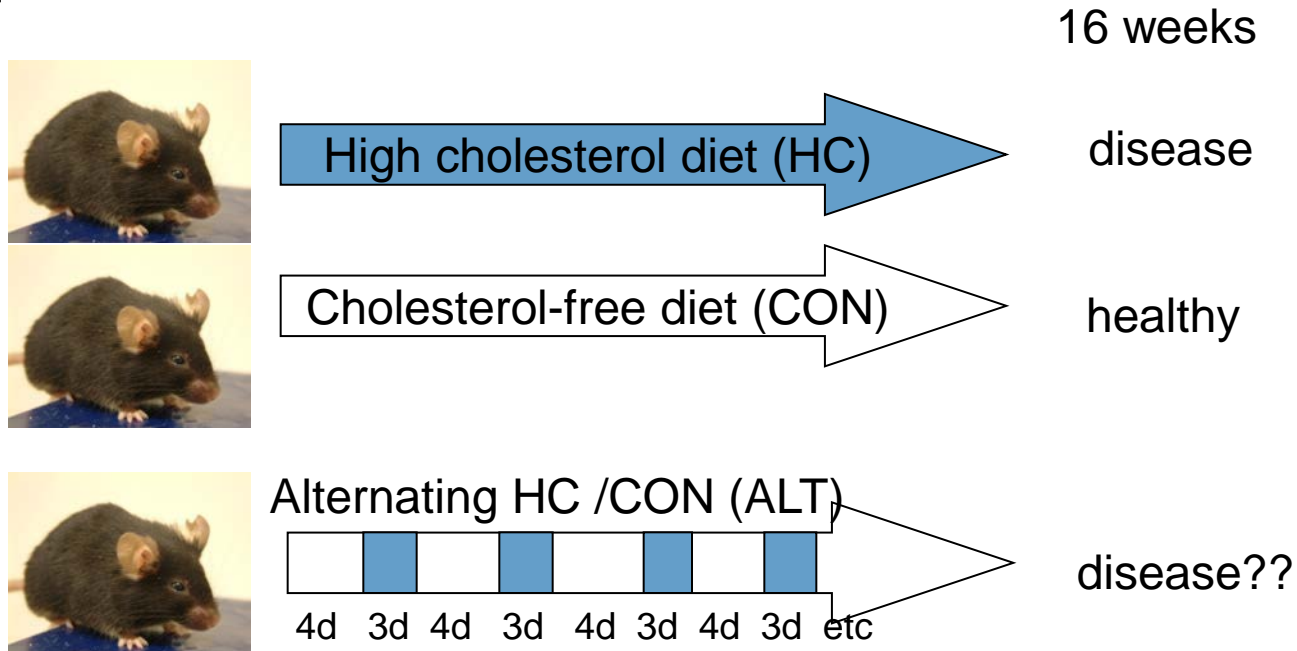 16 weeks
High cholesterol diet (HC)
disease
Cholesterol-free diet (CON)
healthy
Alternating HC /CON (ALT)
disease??
4d 3d 4d 3d 4d 3d 4d 3d etc